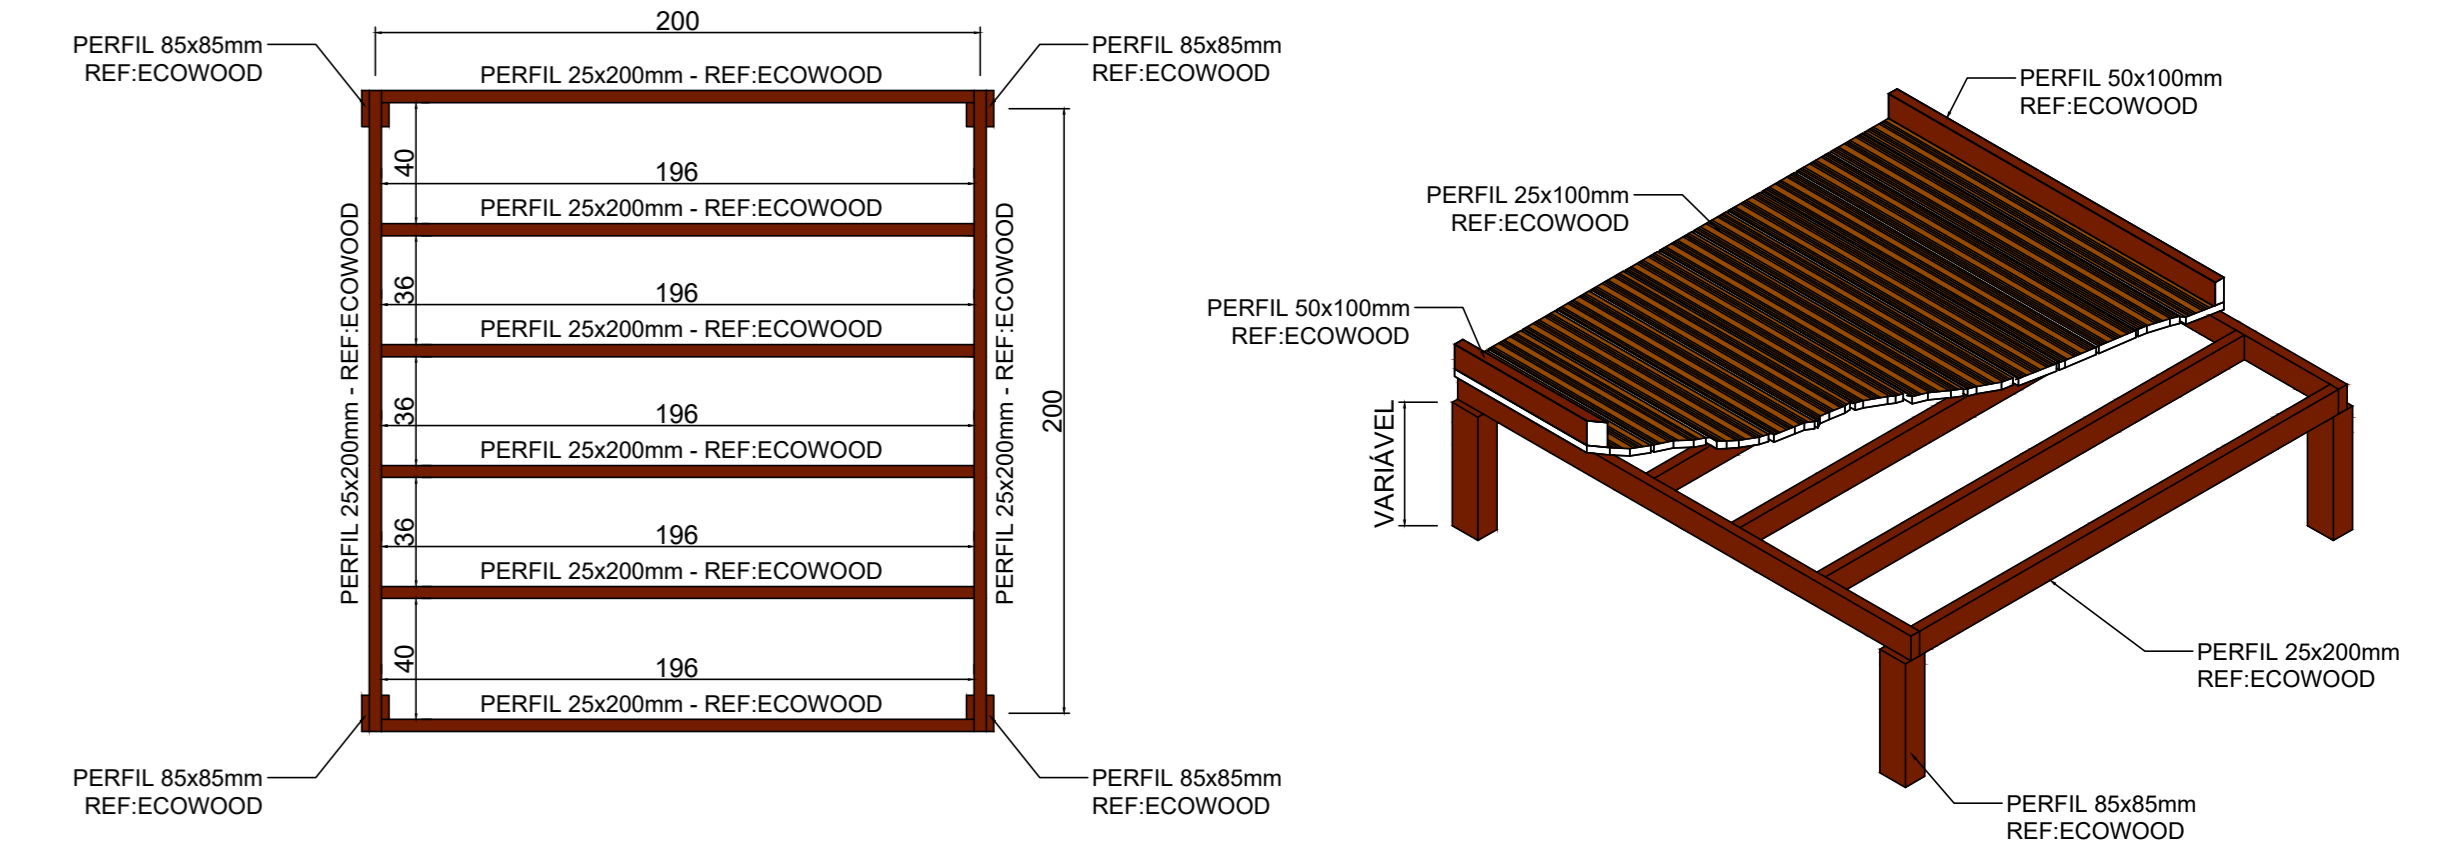 200
PERFIL 85x85mm
REF:ECOWOOD
PERFIL 85x85mm
REF:ECOWOOD
PERFIL 25x200mm - REF:ECOWOOD
40
196
PERFIL 25x200mm - REF:ECOWOOD
36
196
PERFIL 25x200mm - REF:ECOWOOD
36
196
PERFIL 25x200mm - REF:ECOWOOD
36
196
PERFIL 25x200mm - REF:ECOWOOD
40
196
PERFIL 25x200mm - REF:ECOWOOD
PERFIL 25x200mm - REF:ECOWOOD
PERFIL 25x200mm - REF:ECOWOOD
200
PERFIL 85x85mm
REF:ECOWOOD
PERFIL 85x85mm
REF:ECOWOOD
PERFIL 50x100mm
REF:ECOWOOD
PERFIL 25x100mm
REF:ECOWOOD
PERFIL 50x100mm
REF:ECOWOOD
VARIÁVEL
PERFIL 25x200mm
REF:ECOWOOD
PERFIL 85x85mm
REF:ECOWOOD